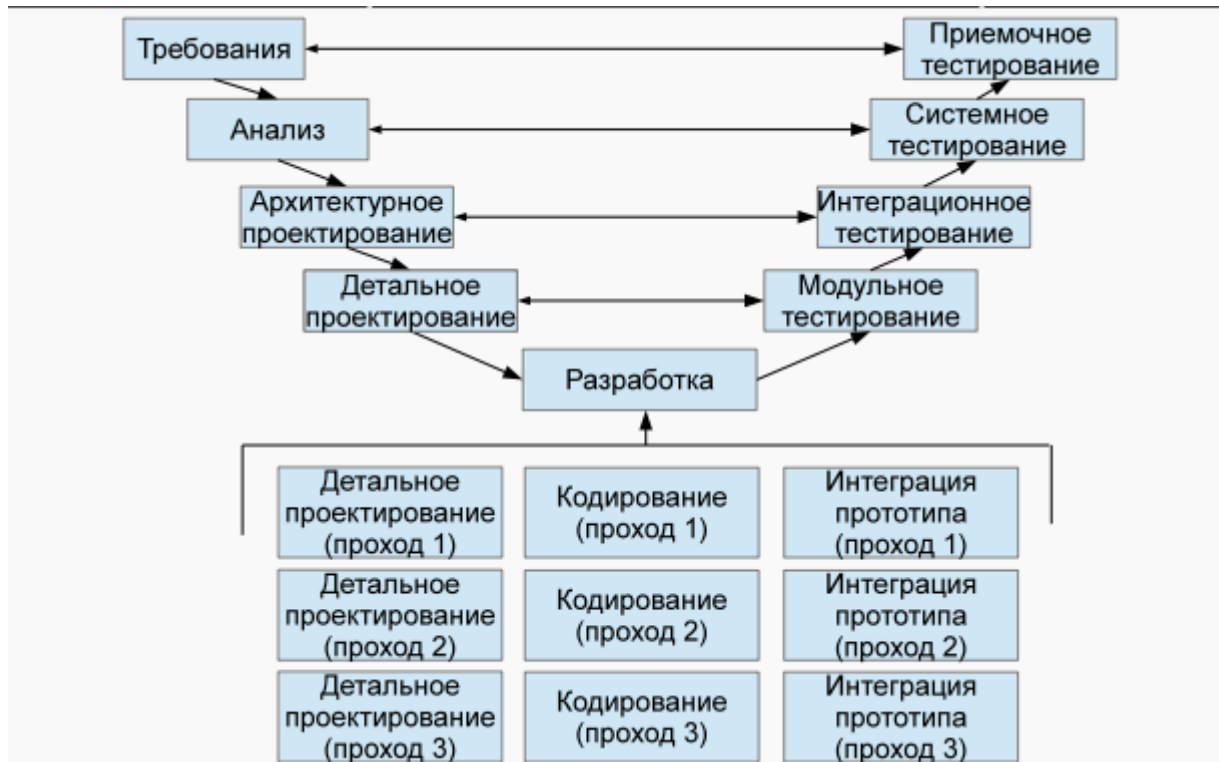 Требования
Приемочное
тестирование
Анализ
Системное
тестирование
Архитектурное
проектирование
Интеграционное
тестирование
Детальное
проектирование
Модульное
тестирование
Разработка
Детальное
проектирование
(проход 1)
Кодирование
(проход 1)
Интеграция
прототипа
(проход 1)
Детальное
проектирование
(проход 2)
Кодирование
(проход 2)
Интеграция
прототипа
(проход 2)
Детальное
проектирование
(проход 3)
Кодирование
(проход 3)
Интеграция
прототипа
(проход 3)